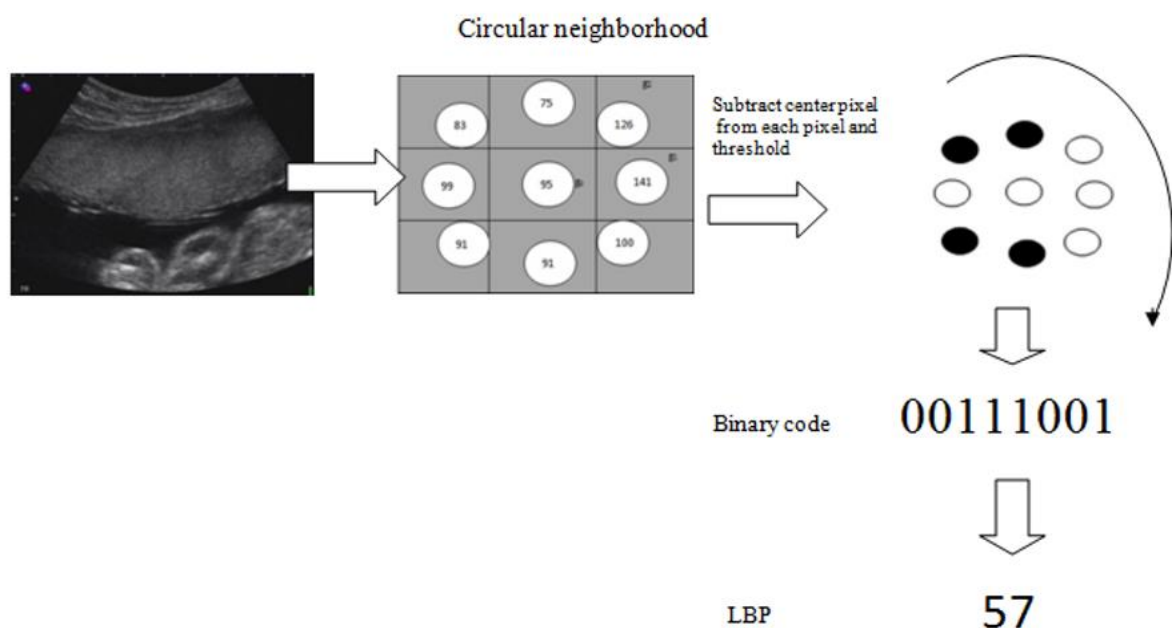 Circular neighborhood
83
75
126
99
95
141
91
91
100
Subtract center pixel
from each pixel and
threshold
Binary code
00111001
LBP
57